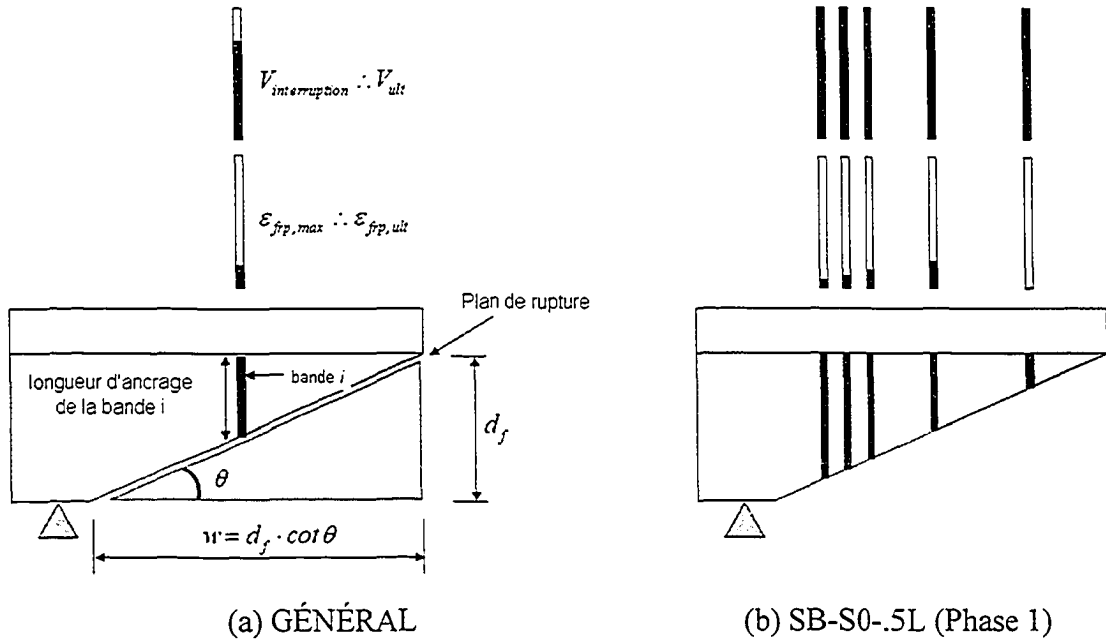 V_interruption ∴ V_ult
ε_frp,max ∴ ε_frp,ult
Plan de rupture
longueur d'ancrage
de la bande i
bande i
d_f
θ
w = d_f · cot θ
(a) GÉNÉRAL
(b) SB-S0-.5L (Phase 1)